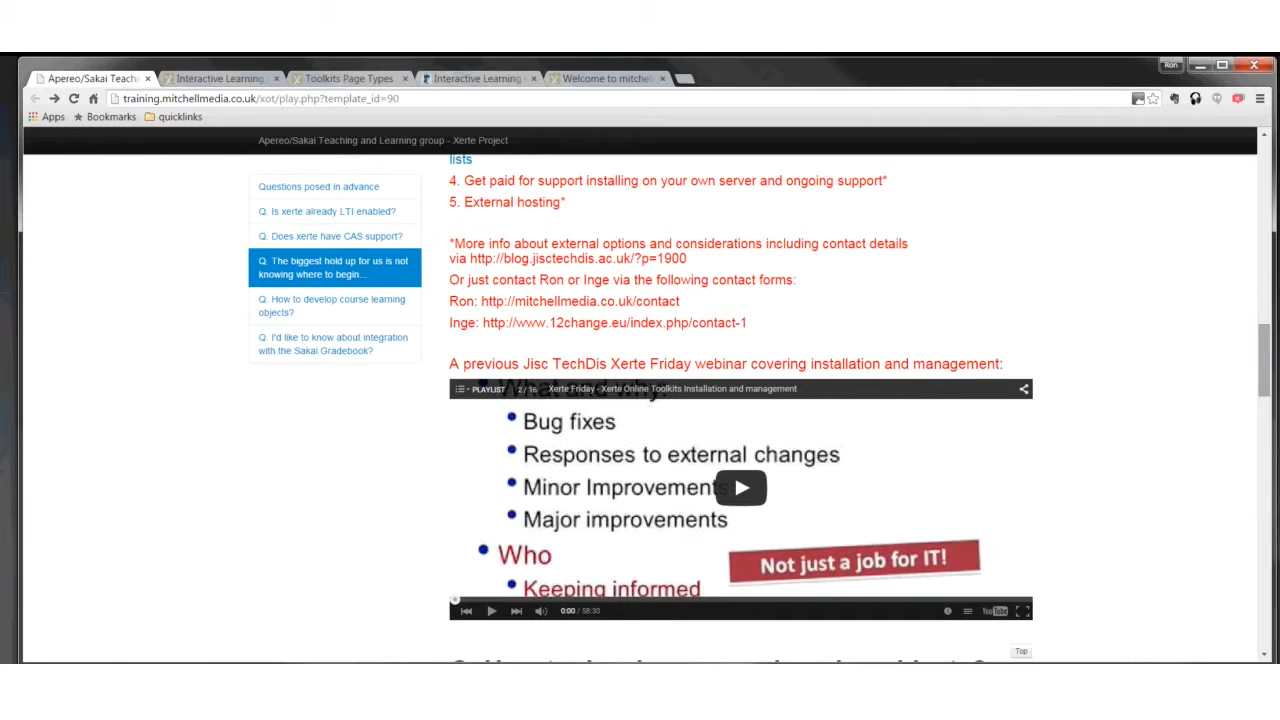 Ron
Apereo/Sakai Teachi
Interactive Learning
Toolkits Page Types
Interactive Learning
Welcome to mitchell
training.mitchellmedia.co.uk/xot/play.php?template_id=90
Apps
Bookmarks
quicklinks
Apereo/Sakai Teaching and Learning group - Xerte Project
Questions posed in advance
Q. Is xerte already LTI enabled?
Q. Does xerte have CAS support?
Q. The biggest hold up for us is not
knowing where to begin...
Q. How to develop course learning
objects?
Q. I'd like to know about integration
with the Sakai Gradebook?
lists
4. Get paid for support installing on your own server and ongoing support*
5. External hosting*
*More info about external options and considerations including contact details
via http://blog.jisctechdis.ac.uk/?p=1900
Or just contact Ron or Inge via the following contact forms:
Ron: http://mitchellmedia.co.uk/contact
Inge: http://www.12change.eu/index.php/contact-1
A previous Jisc TechDis Xerte Friday webinar covering installation and management:
PLAYLIST 2/16 Xerte Friday - Xerte Online Toolkits Installation and management
What and why:
Bug fixes
Responses to external changes
Minor Improvements
Major improvements
Who
Not just a job for IT!
Keeping informed
0:00 / 58:30
YouTube
Top